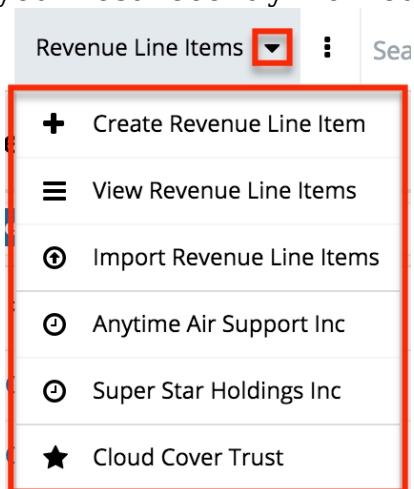 Revenue Line Items
Create Revenue Line Item
View Revenue Line Items
Import Revenue Line Items
Anytime Air Support Inc
Super Star Holdings Inc
Cloud Cover Trust